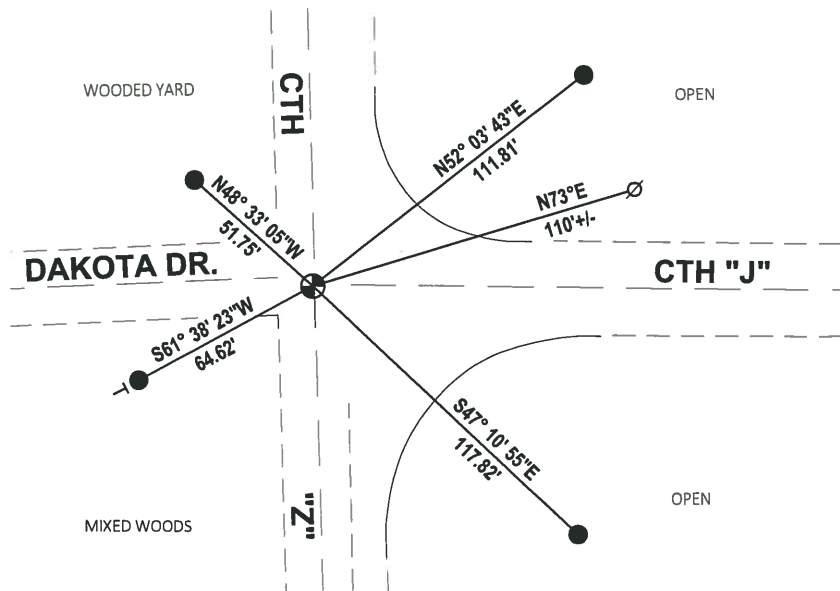 WOODED YARD
CTH
OPEN
N52° 03' 43"E
111.81'
N48° 33' 05"W
51.75'
N73°E
110'+/-
DAKOTA DR.
CTH "J"
S61° 38' 23"W
64.62'
S47° 10' 55"E
117.82'
"Z"
MIXED WOODS
OPEN